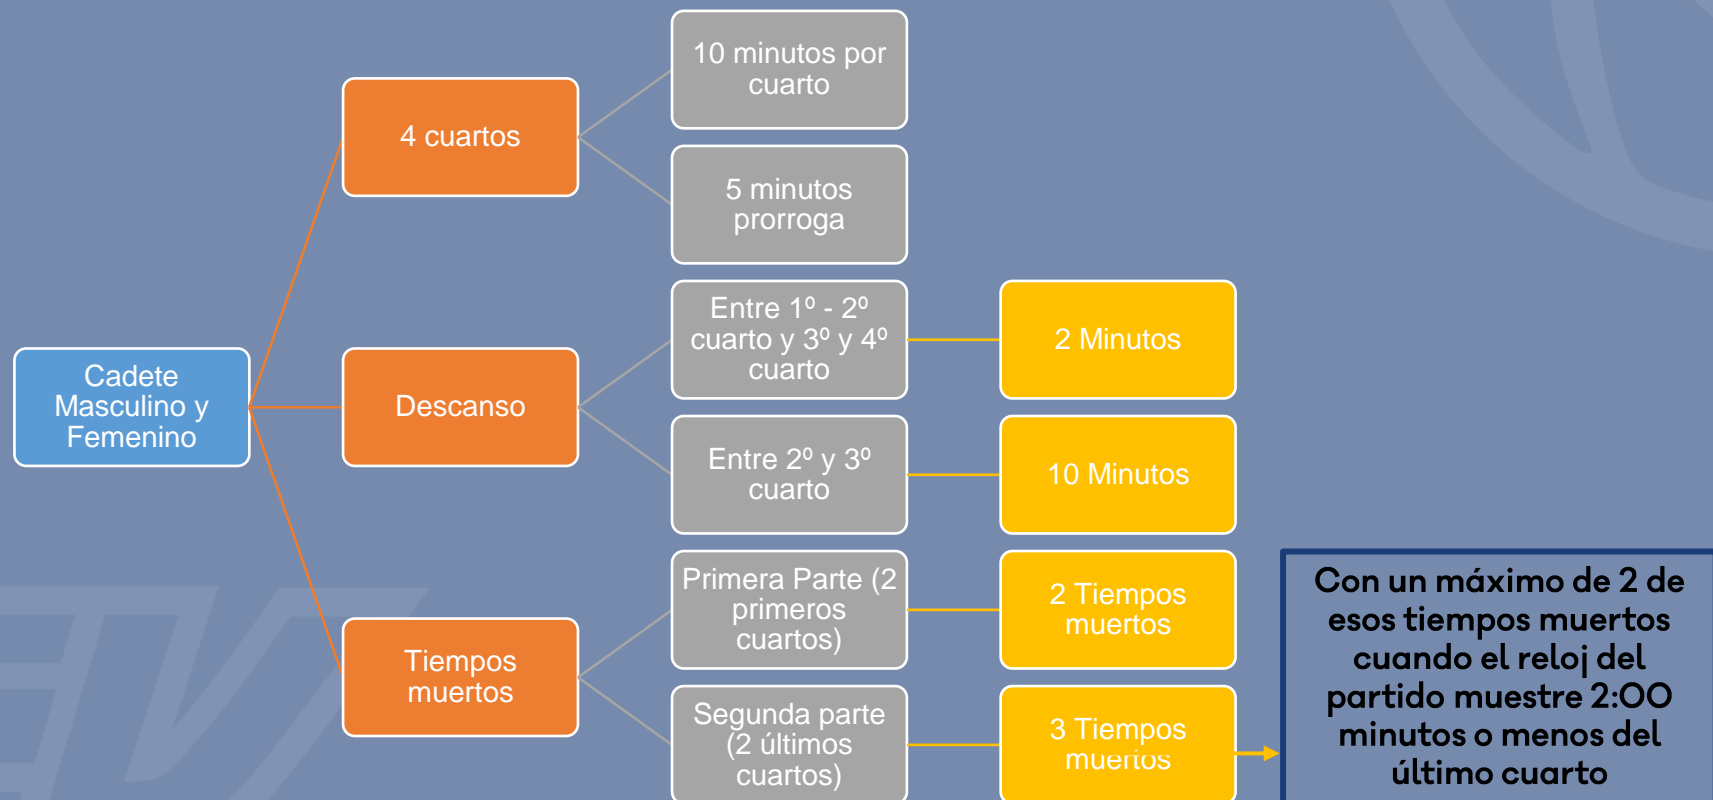 Cadete
Masculino y
Femenino
4 cuartos
10 minutos por
cuarto
5 minutos
prorroga
Descanso
Entre 1º - 2º
cuarto y 3º y 4º
cuarto
2 Minutos
Entre 2º y 3º
cuarto
10 Minutos
Tiempos
muertos
Primera Parte (2
primeros
cuartos)
2 Tiempos
muertos
Segunda parte
(2 últimos
cuartos)
3 Tiempos
muertos
Con un máximo de 2 de
esos tiempos muertos
cuando el reloj del
partido muestre 2:00
minutos o menos del
último cuarto